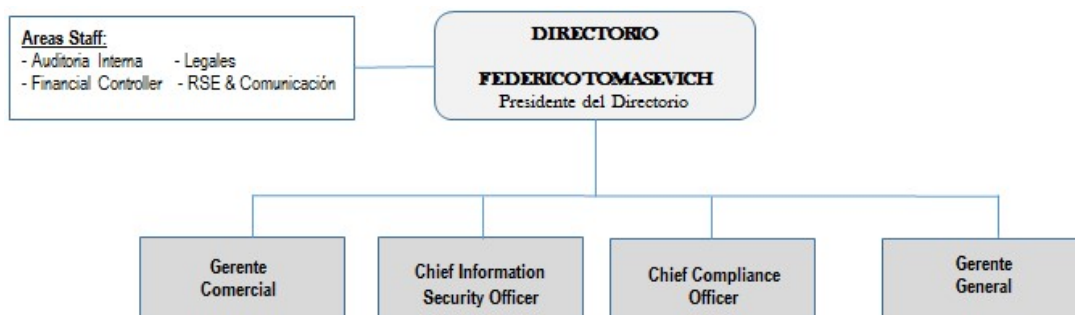 Areas Staff:
- Auditoria Interna - Legales
- Financial Controller - RSE & Comunicación
DIRECTORIO
FEDERICO TOMASEVICH
Presidente del Directorio
Gerente
Comercial
Chief Information
Security Officer
Chief Compliance
Officer
Gerente
General